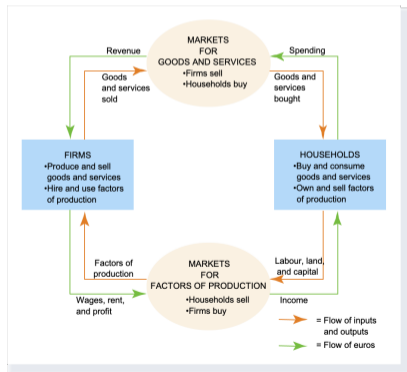 MARKETS
FOR
GOODS AND SERVICES
•Firms sell
•Households buy
Revenue
Spending
Goods
and services
sold
Goods and
services
bought
FIRMS
•Produce and sell
goods and services
•Hire and use factors
of production
HOUSEHOLDS
•Buy and consume
goods and services
•Own and sell factors
of production
Factors of
production
Labour, land,
and capital
MARKETS
FOR
FACTORS OF PRODUCTION
•Households sell
•Firms buy
Wages, rent,
and profit
Income
= Flow of inputs
and outputs
= Flow of euros